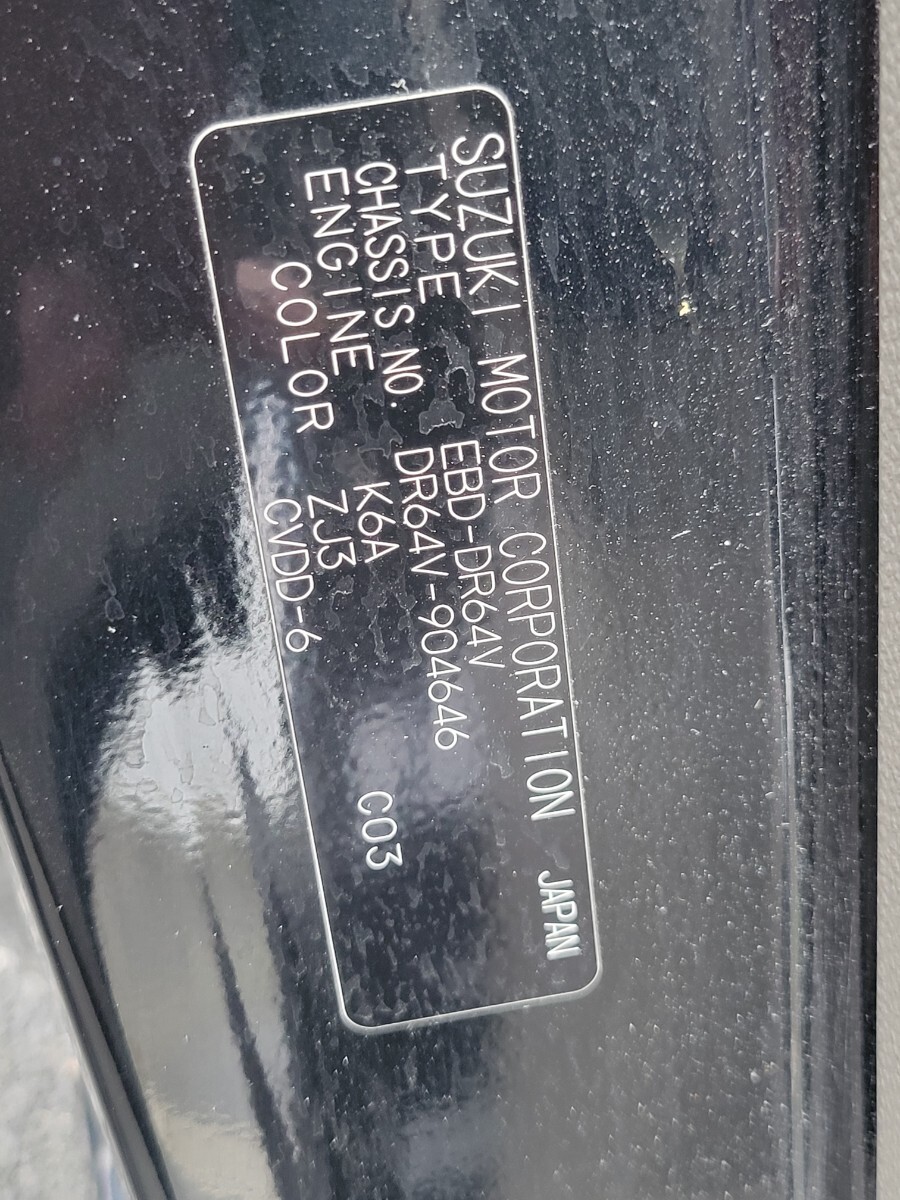 SUZUKI MOTOR CORPORATION JAPAN
TYPE EBD-DR64V
CHASSIS NO. DR64V-904646
ENGINE K6A C03
COLOR ZJ3
CVDD-6